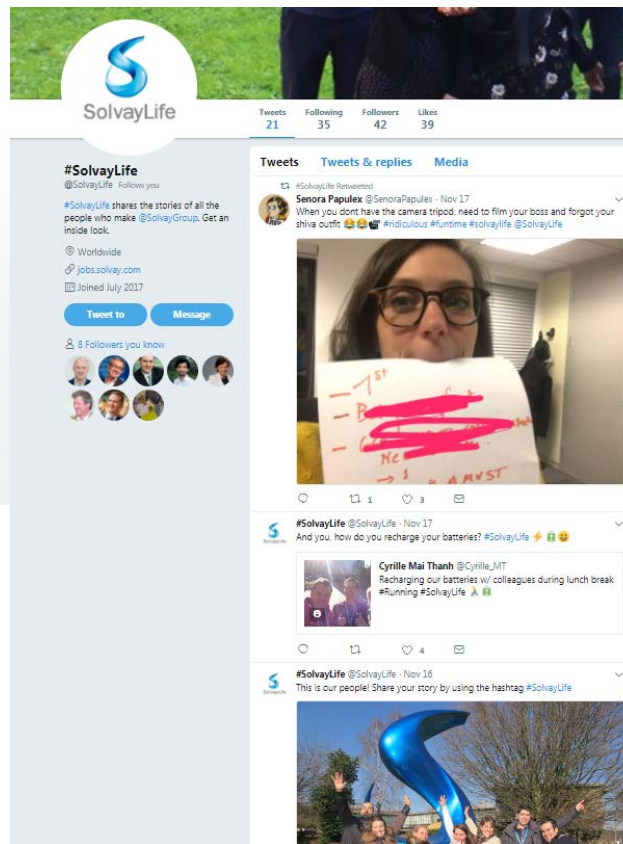 SolvayLife
Tweets Following Followers Likes
21 35 42 39
#SolvayLife
@SolvayLife Follows you
#SolvayLife shares the stories of all the
people who make @SolvayGroup. Get an
inside look.
Worldwide
jobs.solvay.com
Joined July 2017
Tweet to Message
8 Followers you know
Tweets Tweets & replies Media
#SolvayLife Retweeted
Senora Papulex @SenoraPapulex · Nov 17
When you dont have the camera tripod, need to film your boss and forgot your
shiva outfit 😂😂📽 #ridiculous #funtime #solvaylife @SolvayLife
- 1st
- B
-
Me
→ 1
A MUST
1 3
#SolvayLife @SolvayLife · Nov 17
And you, how do you recharge your batteries? #SolvayLife ⚡ 🔋 😀
Cyrille Mai Thanh @Cyrille_MT
Recharging our batteries w/ colleagues during lunch break
#Running #SolvayLife 🏃 🔋
4
#SolvayLife @SolvayLife · Nov 16
This is our people! Share your story by using the hashtag #SolvayLife